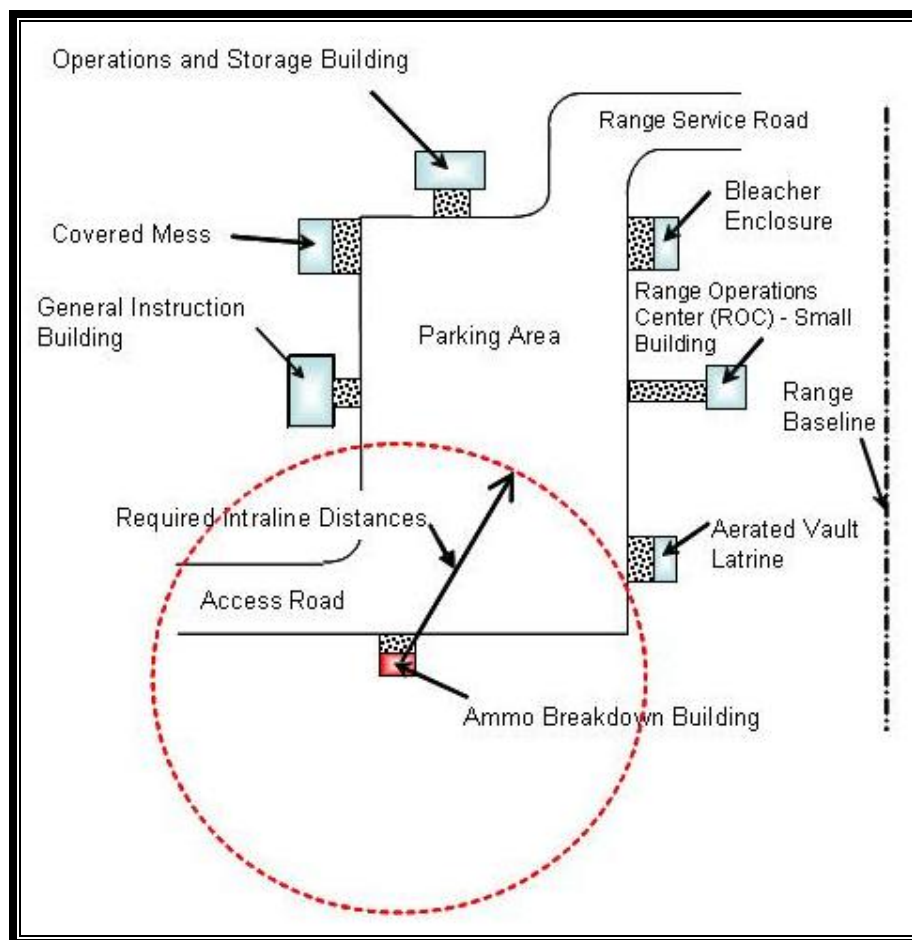 Operations and Storage Building
Range Service Road
Bleacher
Enclosure
Covered Mess
Range Operations
Center (ROC) - Small
Building
General Instruction
Building
Parking Area
Range
Baseline
Required Intraline Distances
Aerated Vault
Latrine
Access Road
Ammo Breakdown Building